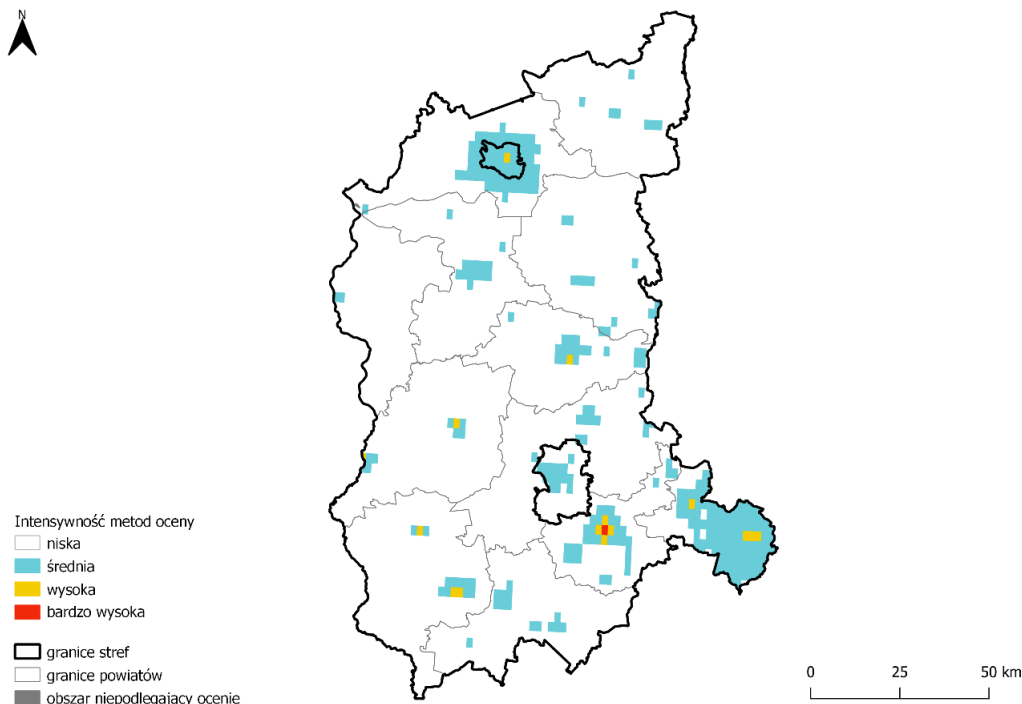 N
Intensywność metod oceny
niska
średnia
wysoka
bardzo wysoka
granice stref
granice powiatów
obszar niepodlegający ocenie
0 25 50 km